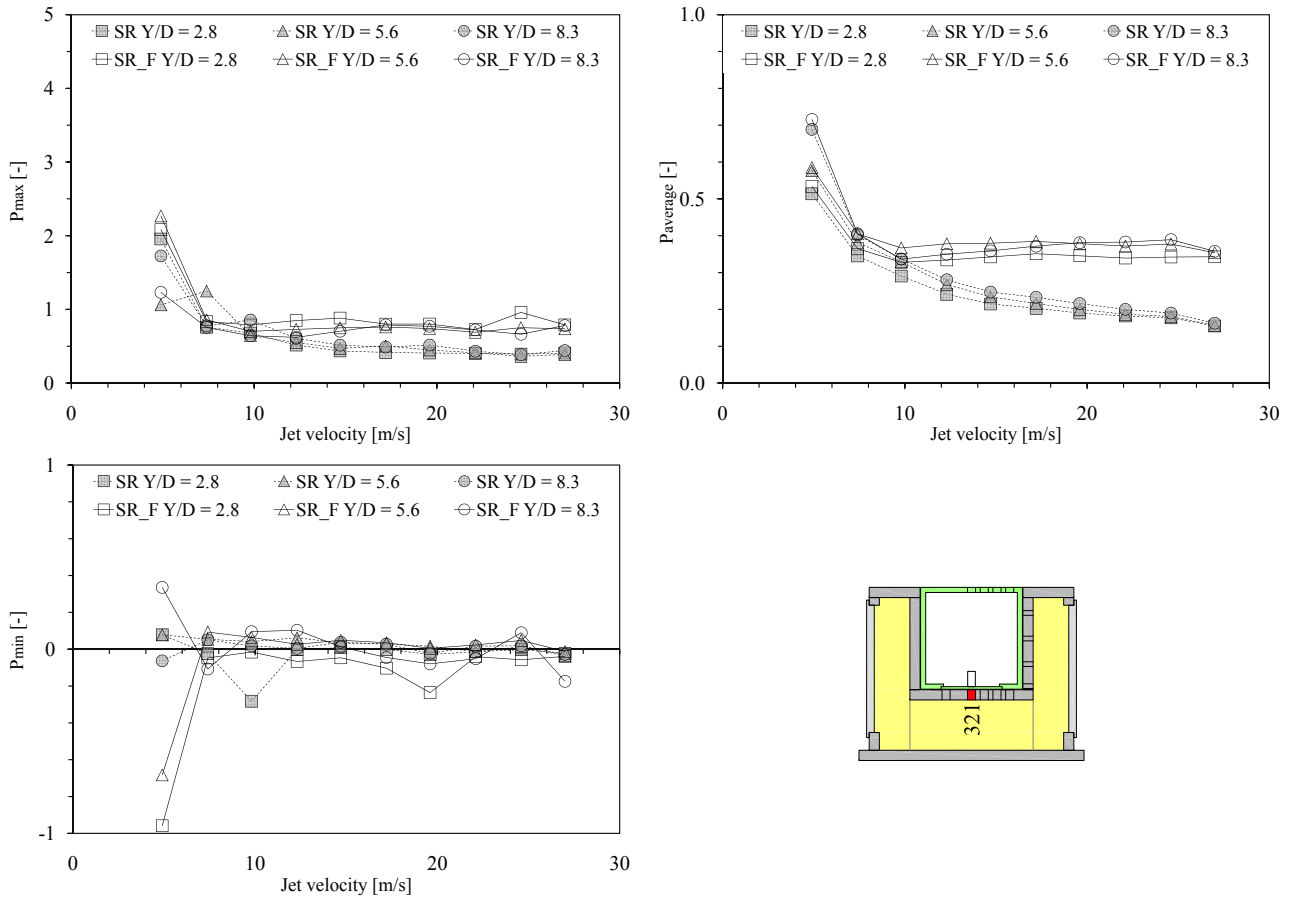 5
4
3
2
1
0
Pmax [-]
SR Y/D = 2.8 SR Y/D = 5.6 SR Y/D = 8.3
SR_F Y/D = 2.8 SR_F Y/D = 5.6 SR_F Y/D = 8.3
0 10 20 30
Jet velocity [m/s]
1.0
0.5
0.0
Paverage [-]
SR Y/D = 2.8 SR Y/D = 5.6 SR Y/D = 8.3
SR_F Y/D = 2.8 SR_F Y/D = 5.6 SR_F Y/D = 8.3
0 10 20 30
Jet velocity [m/s]
1
0
-1
Pmin [-]
SR Y/D = 2.8 SR Y/D = 5.6 SR Y/D = 8.3
SR_F Y/D = 2.8 SR_F Y/D = 5.6 SR_F Y/D = 8.3
0 10 20 30
Jet velocity [m/s]
321